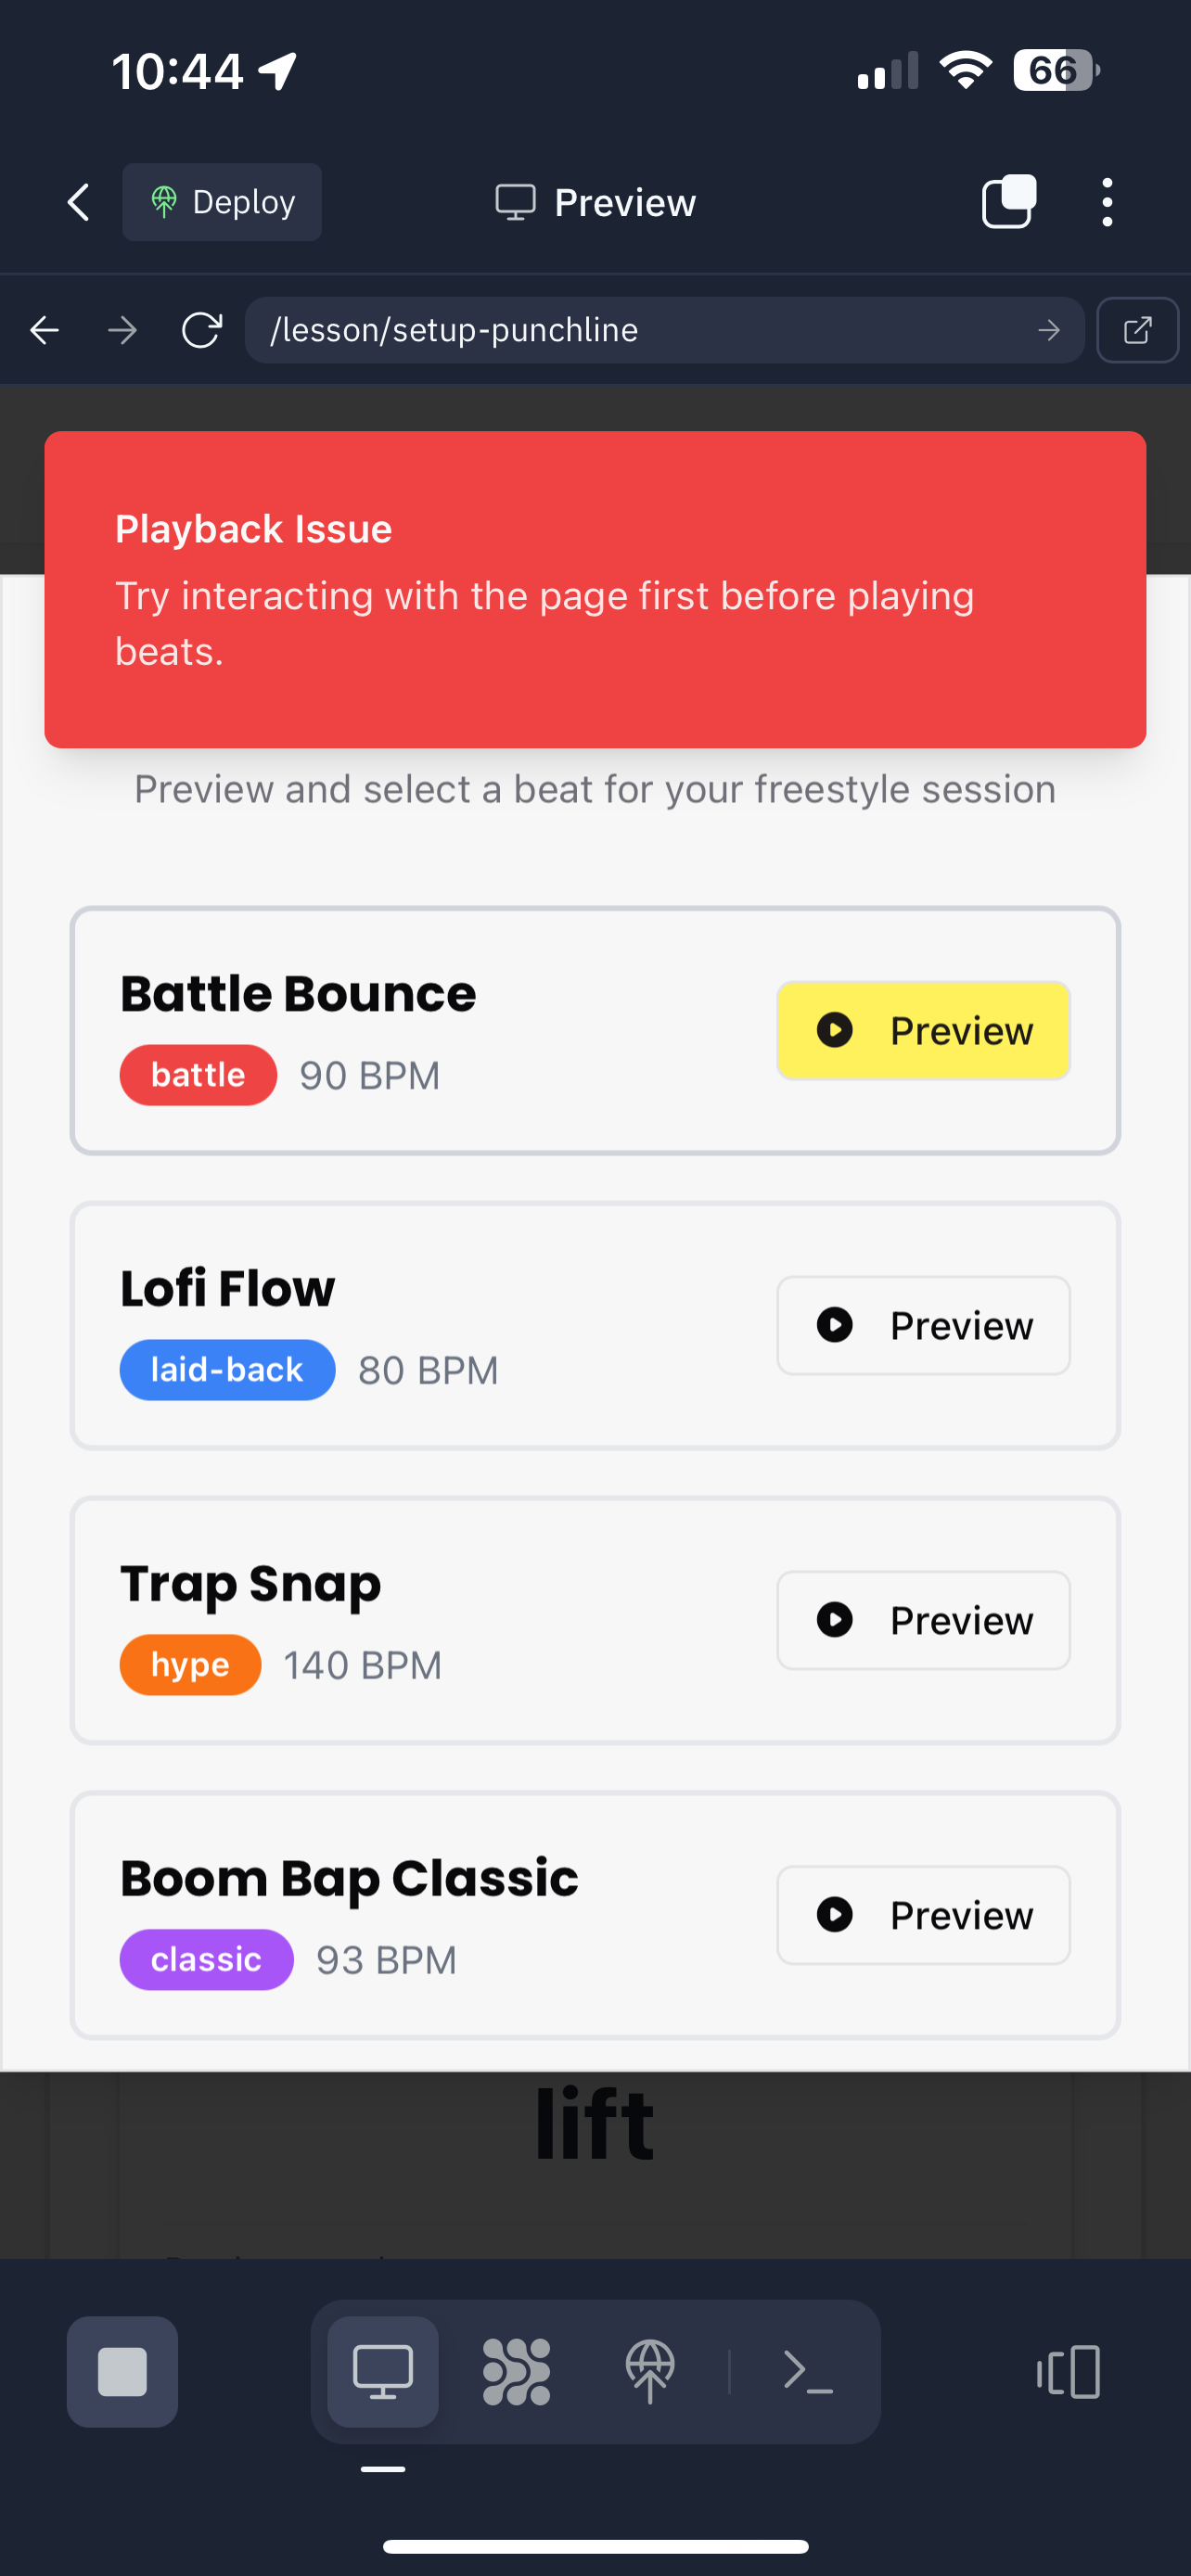 10:44
66
Deploy
Preview
/lesson/setup-punchline
Playback Issue
Try interacting with the page first before playing
beats.
Preview and select a beat for your freestyle session
Battle Bounce
battle 90 BPM
Preview
Lofi Flow
laid-back 80 BPM
Preview
Trap Snap
hype 140 BPM
Preview
Boom Bap Classic
classic 93 BPM
Preview
lift